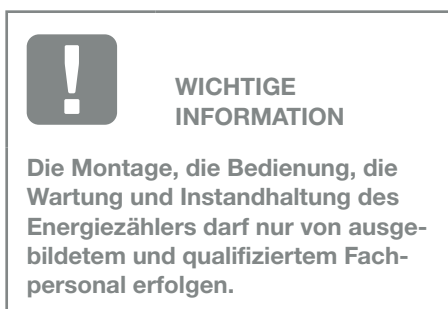 WICHTIGE
INFORMATION
Die Montage, die Bedienung, die
Wartung und Instandhaltung des
Energiezählers darf nur von ausge-
bildetem und qualifiziertem Fach-
personal erfolgen.